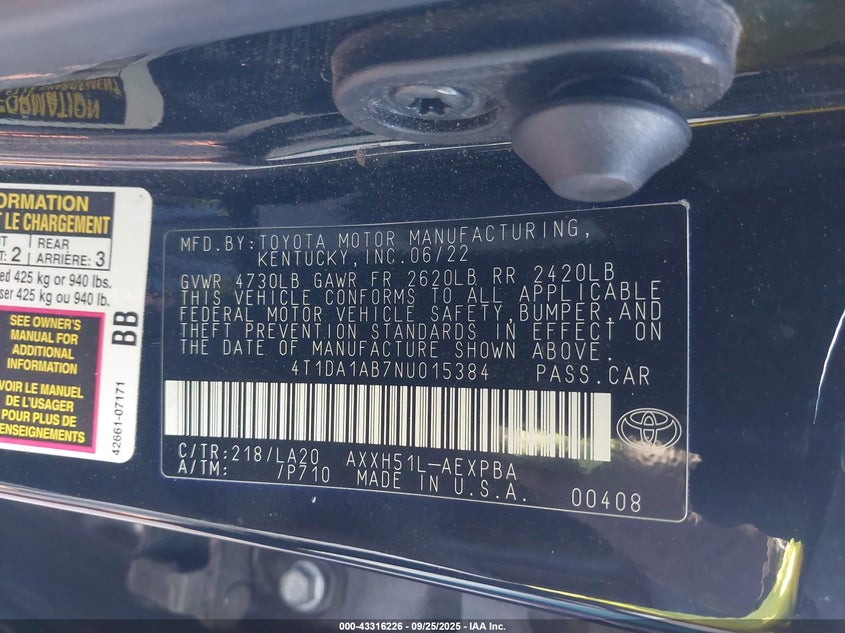 ORMATION
T LE CHARGEMENT
NT
: 2
REAR
ARRIÈRE: 3
ed 425 kg or 940 lbs.
ser 425 kg ou 940 lb.
SEE OWNER'S
MANUAL FOR
ADDITIONAL
INFORMATION
VOIR LE MANUEL
DE L'USAGER
POUR PLUS DE
RENSEIGNEMENTS
BB
42661-07171
MFD.BY:TOYOTA MOTOR MANUFACTURING,
KENTUCKY,INC.06/22
GVWR 4730LB GAWR FR 2620LB RR 2420LB
THIS VEHICLE CONFORMS TO ALL APPLICABLE
FEDERAL MOTOR VEHICLE SAFETY,BUMPER,AND
THEFT PREVENTION STANDARDS IN EFFECT ON
THE DATE OF MANUFACTURE SHOWN ABOVE.
4T1DA1AB7NU015384 PASS.CAR
C/TR:218/LA20 AXXH51L-AEXPBA
A/TM: 7P710 MADE IN U.S.A.
00408
000-43316226 - 09/25/2025 - IAA Inc.